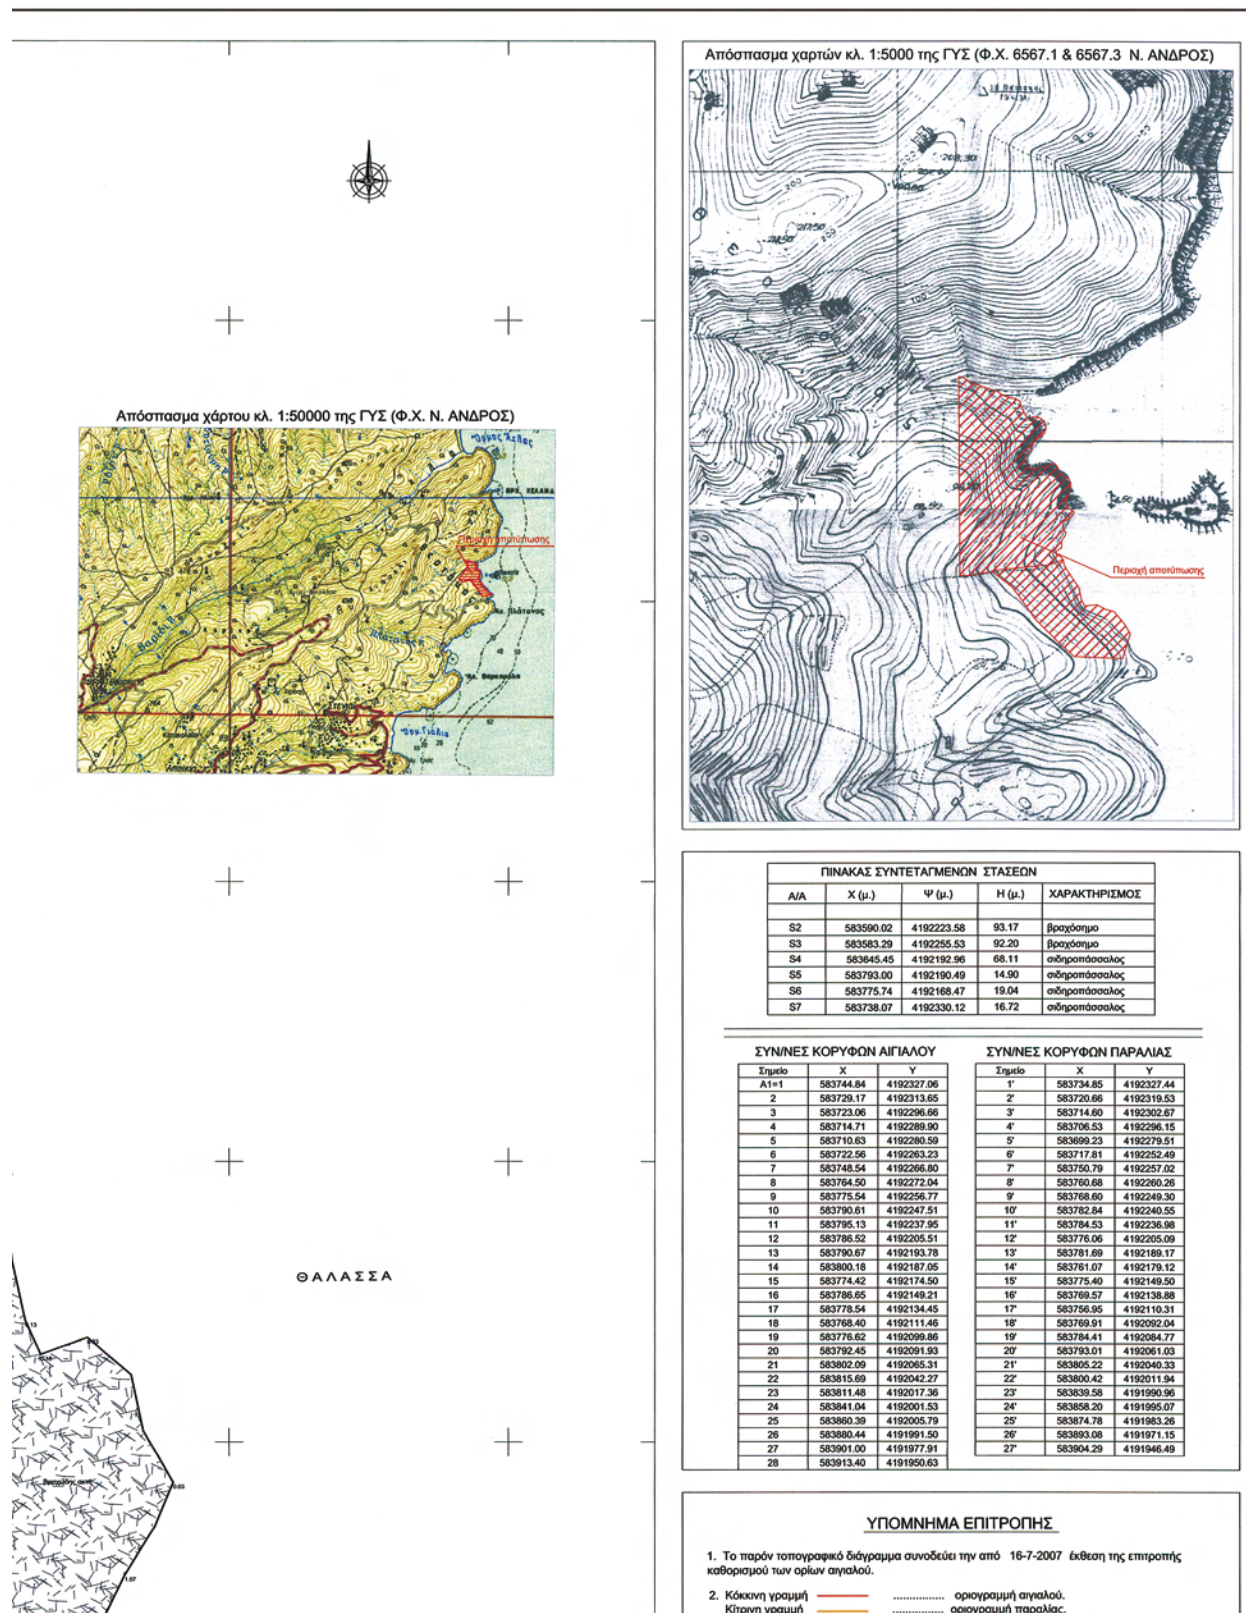 Απόσπασμα χαρτών κλ. 1:5000 της ΓΥΣ (Φ.Χ. 6567.1 & 6567.3 Ν. ΑΝΔΡΟΣ)
200
100
Περιοχή αποτύπωσης
Απόσπασμα χάρτου κλ. 1:50000 της ΓΥΣ (Φ.Χ. Ν. ΑΝΔΡΟΣ)
Περιοχή αποτύπωσης
Ακ. Πλάτανος
ΠΙΝΑΚΑΣ ΣΥΝΤΕΤΑΓΜΕΝΩΝ ΣΤΑΣΕΩΝ
Α/Α Χ (μ.) Ψ (μ.) Η (μ.) ΧΑΡΑΚΤΗΡΙΣΜΟΣ
S2 583590.02 4192223.58 93.17 βραχόσημο
S3 583583.29 4192255.53 92.20 βραχόσημο
S4 583645.45 4192192.96 68.11 σιδηροπάσσαλος
S5 583793.00 4192190.49 14.90 σιδηροπάσσαλος
S6 583775.74 4192168.47 19.04 σιδηροπάσσαλος
S7 583738.07 4192330.12 16.72 σιδηροπάσσαλος
ΣΥΝ/ΝΕΣ ΚΟΡΥΦΩΝ ΑΙΓΙΑΛΟΥ
Σημείο Χ Υ
Α1=1 583744.84 4192327.06
2 583729.17 4192313.65
3 583723.06 4192296.66
4 583714.71 4192289.90
5 583710.63 4192280.59
6 583722.56 4192263.23
7 583748.54 4192266.80
8 583764.50 4192272.04
9 583775.54 4192256.77
10 583790.61 4192247.51
11 583795.13 4192237.95
12 583786.52 4192205.51
13 583790.67 4192193.78
14 583800.18 4192187.05
15 583774.42 4192174.50
16 583786.65 4192149.21
17 583778.54 4192134.45
18 583768.40 4192111.46
19 583776.62 4192099.86
20 583792.45 4192091.93
21 583802.09 4192065.31
22 583815.69 4192042.27
23 583811.48 4192017.36
24 583841.04 4192001.53
25 583860.39 4192005.79
26 583880.44 4191991.50
27 583901.00 4191977.91
28 583913.40 4191950.63
ΣΥΝ/ΝΕΣ ΚΟΡΥΦΩΝ ΠΑΡΑΛΙΑΣ
Σημείο Χ Υ
1' 583734.85 4192327.44
2' 583720.66 4192319.53
3' 583714.60 4192302.67
4' 583706.53 4192296.15
5' 583699.23 4192279.51
6' 583717.81 4192252.49
7' 583750.79 4192257.02
8' 583760.68 4192260.26
9' 583768.60 4192249.30
10' 583782.84 4192240.55
11' 583784.53 4192236.98
12' 583776.06 4192205.09
13' 583781.69 4192189.17
14' 583761.07 4192179.12
15' 583775.40 4192149.50
16' 583769.57 4192138.88
17' 583756.95 4192110.31
18' 583769.91 4192092.04
19' 583784.41 4192084.77
20' 583793.01 4192061.03
21' 583805.22 4192040.33
22' 583800.42 4192011.94
23' 583839.58 4191990.96
24' 583858.20 4191995.07
25' 583874.78 4191983.26
26' 583893.08 4191971.15
27' 583904.29 4191946.49
ΘΑΛΑΣΣΑ
ΥΠΟΜΝΗΜΑ ΕΠΙΤΡΟΠΗΣ
1. Το παρόν τοπογραφικό διάγραμμα συνοδεύει την από 16-7-2007 έκθεση της επιτροπής
καθορισμού των ορίων αιγιαλού.
2. Κόκκινη γραμμή .................. οριογραμμή αιγιαλού.
Κίτρινη γραμμή .................. οριογραμμή παραλίας.